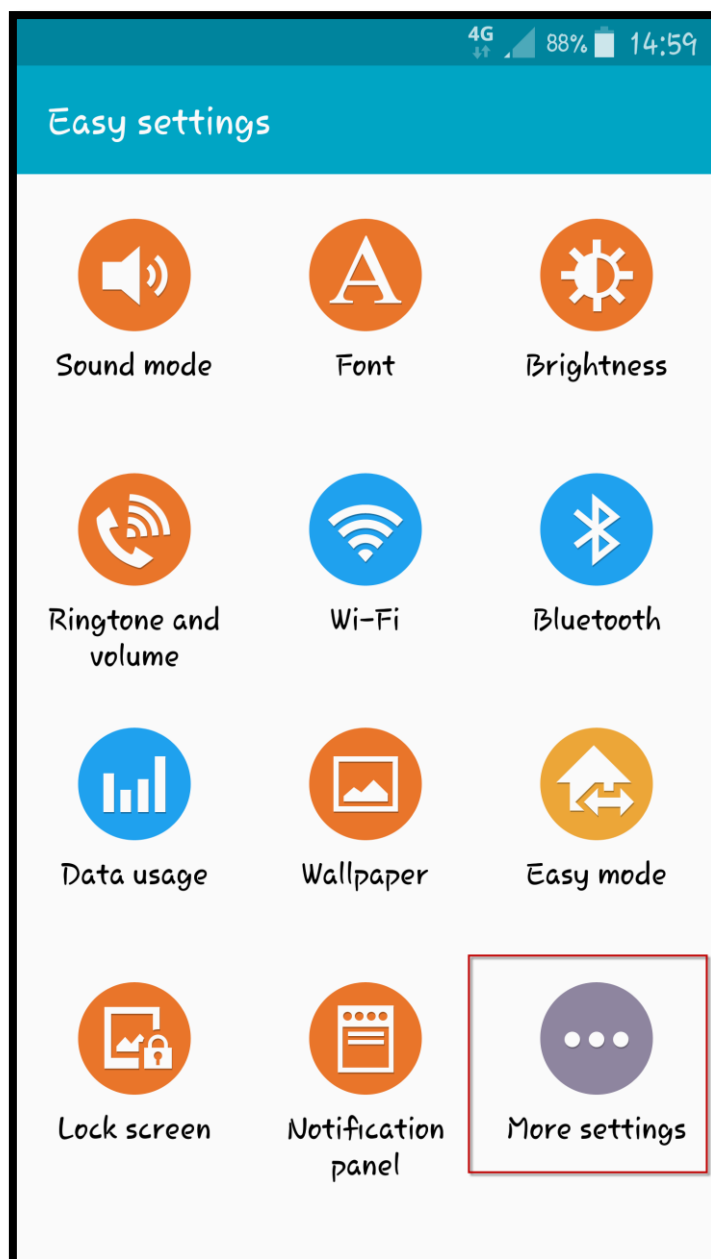 4G 88% 14:59
Easy settings
Sound mode Font Brightness
Ringtone and Wi-Fi Bluetooth
volume
Data usage Wallpaper Easy mode
Lock screen Notification More settings
panel